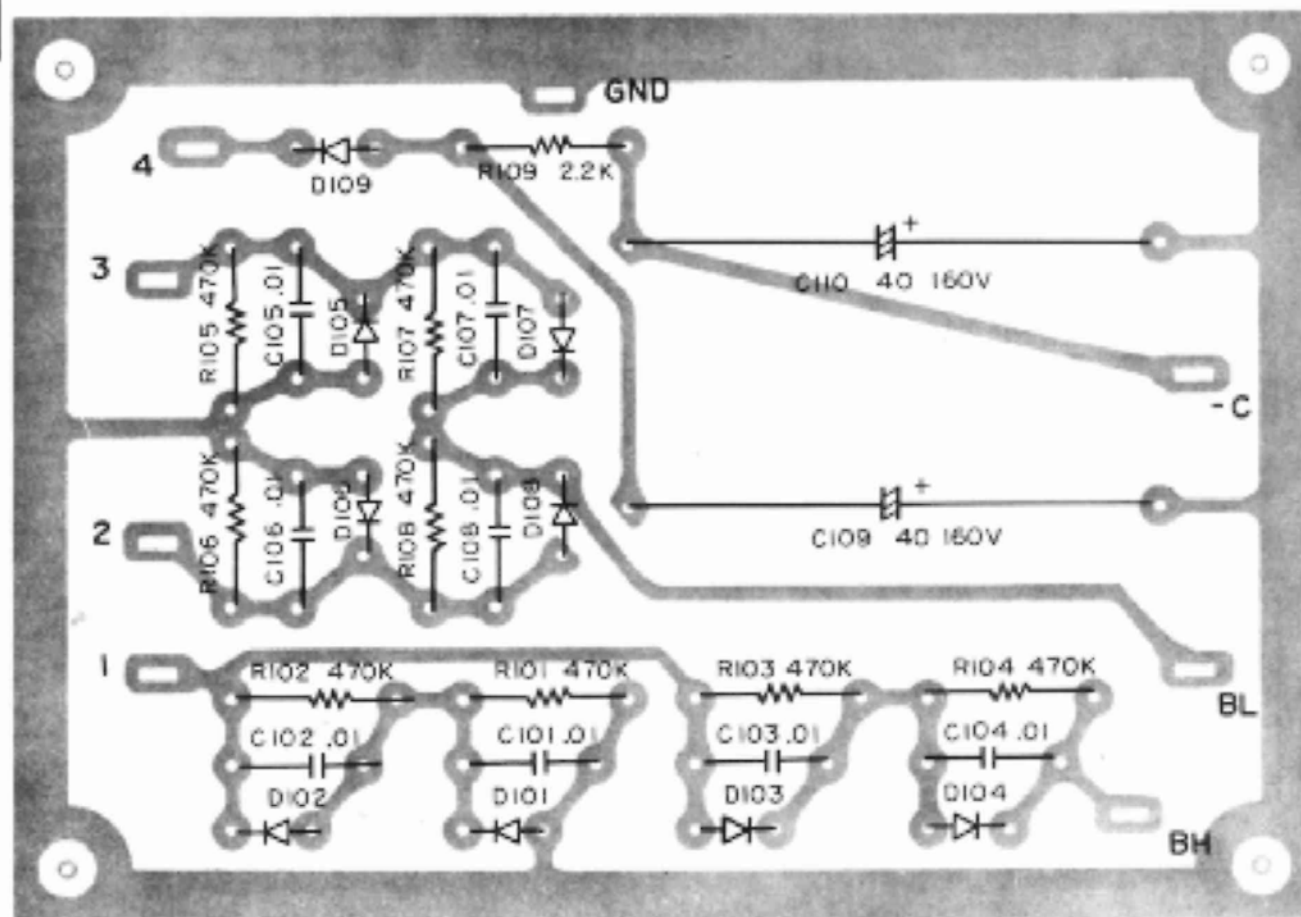 GND
4
D109
R109 2.2K
3
R105 470K
C105 .01
D105
R107 470K
C107 .01
D107
+
C110 40 160V
-C
2
R106 470K
C106 .01
D106
R108 470K
C108 .01
D108
+
C109 40 160V
1
R102 470K
R101 470K
R103 470K
R104 470K
BL
C102 .01
C101 .01
C103 .01
C104 .01
D102
D101
D103
D104
BH